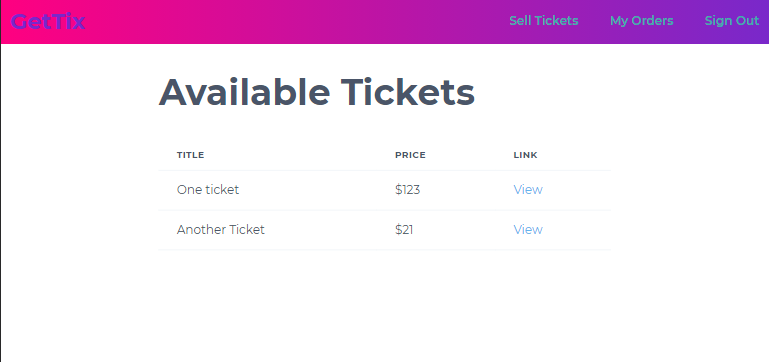 GetTix Sell Tickets My Orders Sign Out
Available Tickets
TITLE PRICE LINK
One ticket $123 View
Another Ticket $21 View